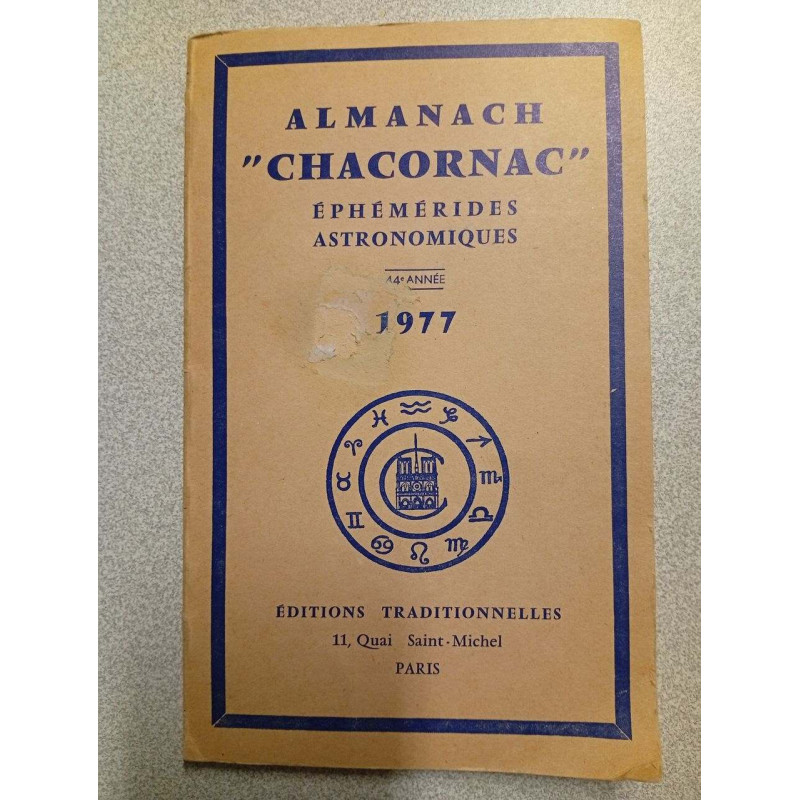 ALMANACH
"CHACORNAC"
ÉPHÉMÉRIDES
ASTRONOMIQUES
44e ANNÉE
1977
ÉDITIONS TRADITIONNELLES
11, Quai Saint-Michel
PARIS